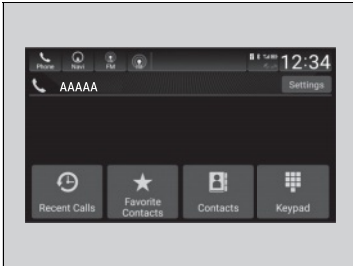 Phone Navi FM
12:34
AAAAA
Settings
Recent Calls
Favorite
Contacts
Contacts
Keypad